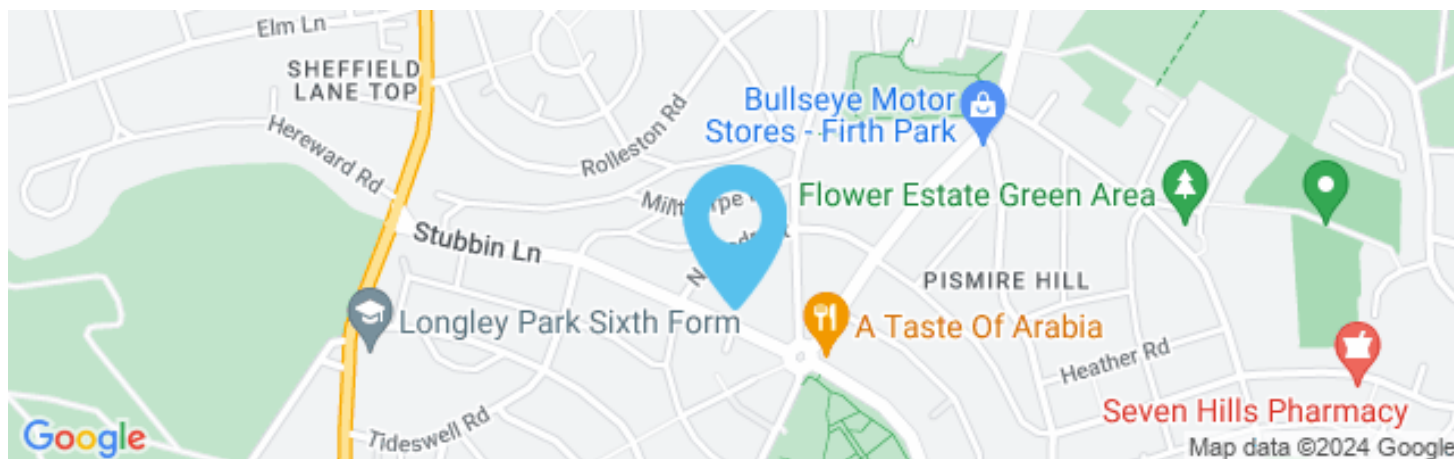 Elm Ln
SHEFFIELD
LANE TOP
Hereward Rd
Rolleston Rd
Bullseye Motor
Stores - Firth Park
Flower Estate Green Area
Stubbin Ln
PISMIRE HILL
Longley Park Sixth Form
A Taste Of Arabia
Heather Rd
Seven Hills Pharmacy
Tideswell Rd
Google
Map data ©2024 Google